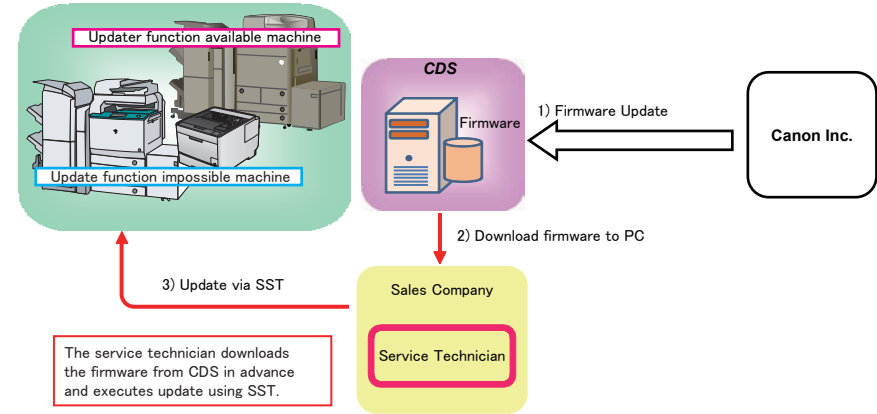 Updater function available machine
Update function impossible machine
CDS
Firmware
1) Firmware Update
Canon Inc.
2) Download firmware to PC
3) Update via SST
Sales Company
Service Technician
The service technician downloads
the firmware from CDS in advance
and executes update using SST.